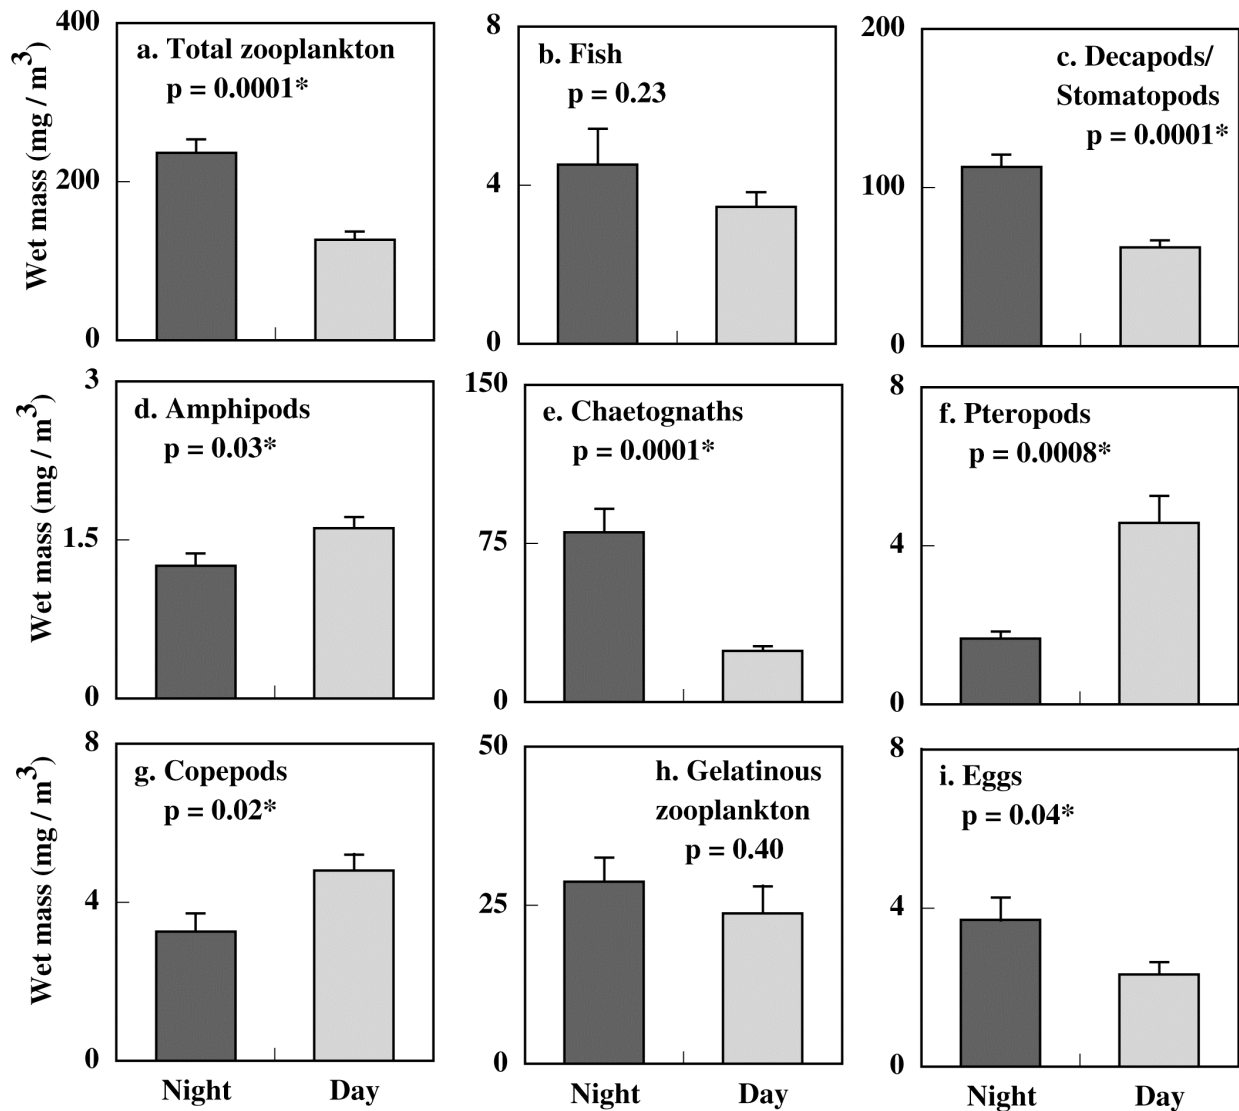 400
200
0
Wet mass (mg / m3)
a. Total zooplankton
p = 0.0001*
8
4
0
b. Fish
p = 0.23
200
100
0
c. Decapods/
Stomatopods
p = 0.0001*
3
1.5
0
Wet mass (mg / m3)
d. Amphipods
p = 0.03*
150
75
0
e. Chaetognaths
p = 0.0001*
8
4
0
f. Pteropods
p = 0.0008*
8
4
0
Wet mass (mg / m3)
g. Copepods
p = 0.02*
50
25
0
h. Gelatinous
zooplankton
p = 0.40
8
4
0
i. Eggs
p = 0.04*
Night Day
Night Day
Night Day